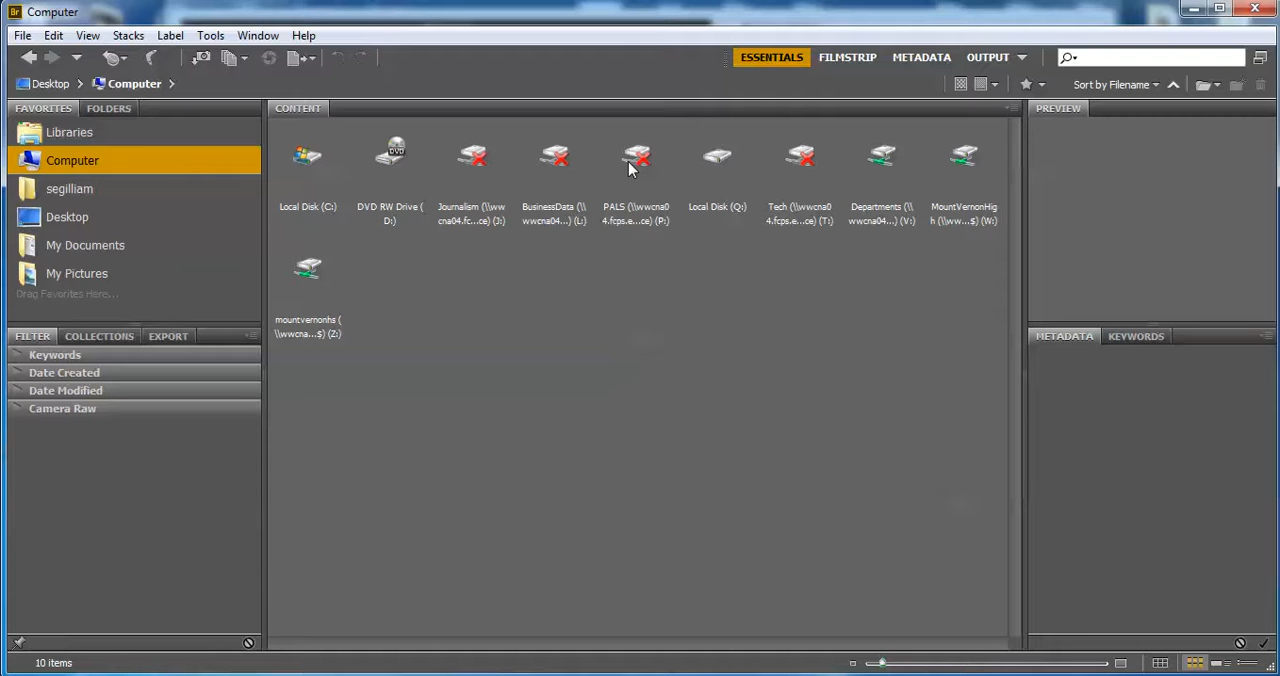 Br Computer
File Edit View Stacks Label Tools Window Help
ESSENTIALS FILMSTRIP METADATA OUTPUT
Desktop Computer Sort by Filename
FAVORITES FOLDERS CONTENT PREVIEW
Libraries
Computer
segilliam
Desktop
My Documents
My Pictures
Drag Favorites Here...
DVD
Local Disk (C:) DVD RW Drive ( Journalism (\\ww BusinessData (\\ PALS (\\wwcna0 Local Disk (Q:) Tech (\\wwcna0 Departments (\\ MountVernonHig
D:) cna04.fc...ce) (J:) wwcna04...) (L:) 4.fcps.e...ce) (P:) 4.fcps.e...ce) (T:) wwcna04...) (V:) h (\\ww...$) (W:)
mountvernonhs (
\\wwcna...$) (Z:)
FILTER COLLECTIONS EXPORT METADATA KEYWORDS
Keywords
Date Created
Date Modified
Camera Raw
10 items